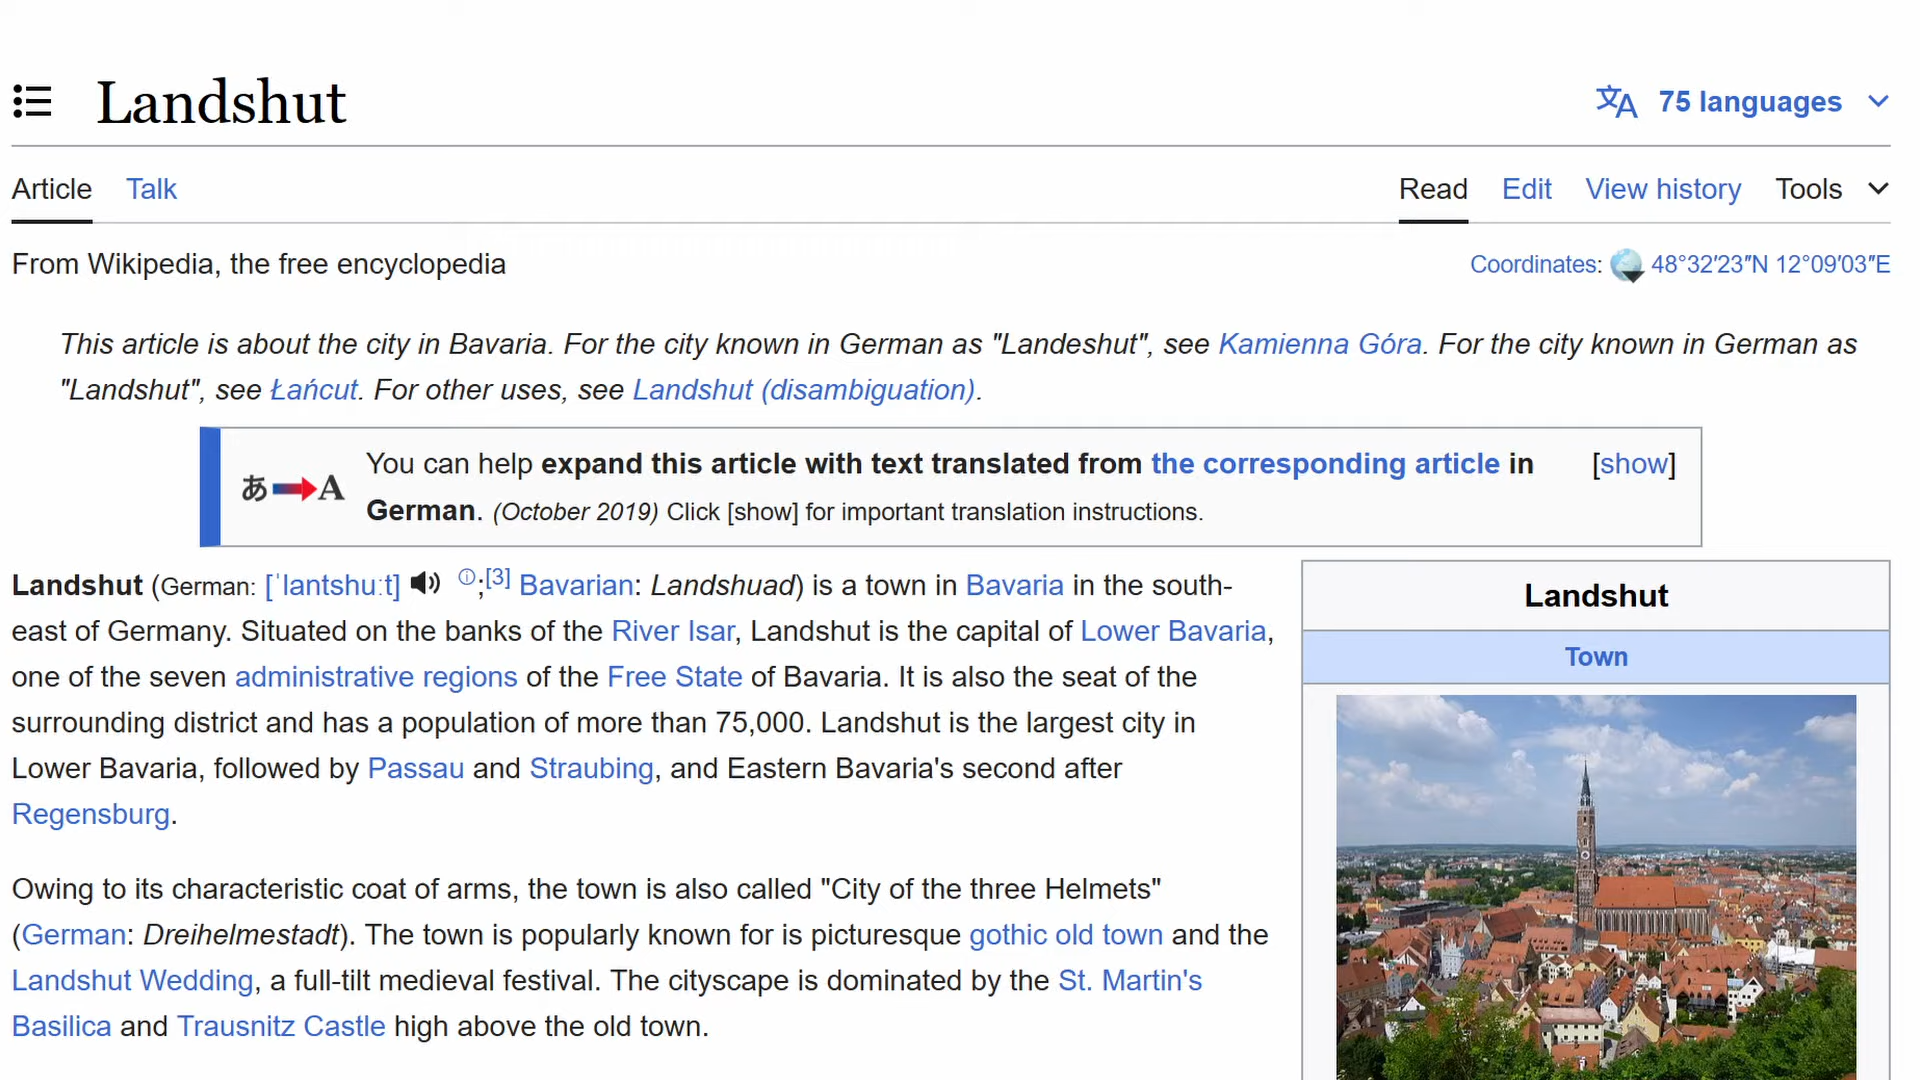 Landshut
75 languages
Article Talk
Read Edit View history Tools
From Wikipedia, the free encyclopedia
Coordinates: 48°32′23″N 12°09′03″E
This article is about the city in Bavaria. For the city known in German as "Landeshut", see Kamienna Góra. For the city known in German as
"Landshut", see Łańcut. For other uses, see Landshut (disambiguation).
あ A
You can help expand this article with text translated from the corresponding article in
German. (October 2019) Click [show] for important translation instructions.
[show]
Landshut (German: [ˈlantshuːt] ⓘ;[3] Bavarian: Landshuad) is a town in Bavaria in the south-
east of Germany. Situated on the banks of the River Isar, Landshut is the capital of Lower Bavaria,
one of the seven administrative regions of the Free State of Bavaria. It is also the seat of the
surrounding district and has a population of more than 75,000. Landshut is the largest city in
Lower Bavaria, followed by Passau and Straubing, and Eastern Bavaria's second after
Regensburg.
Owing to its characteristic coat of arms, the town is also called "City of the three Helmets"
(German: Dreihelmestadt). The town is popularly known for is picturesque gothic old town and the
Landshut Wedding, a full-tilt medieval festival. The cityscape is dominated by the St. Martin's
Basilica and Trausnitz Castle high above the old town.
Landshut
Town